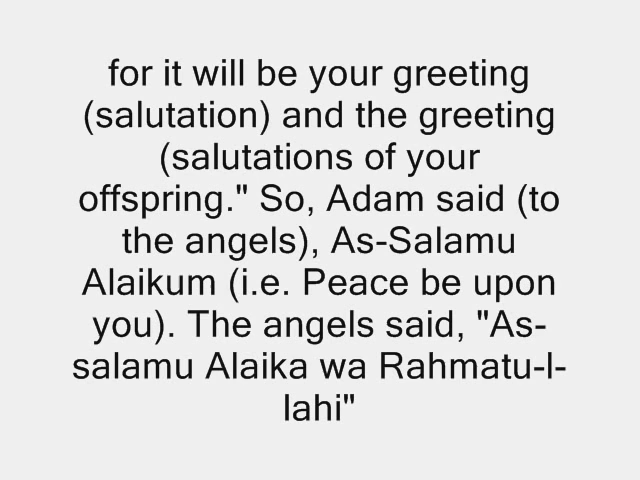 for it will be your greeting
(salutation) and the greeting
(salutations of your
offspring." So, Adam said (to
the angels), As-Salamu
Alaikum (i.e. Peace be upon
you). The angels said, "As-
salamu Alaika wa Rahmatu-l-
lahi"